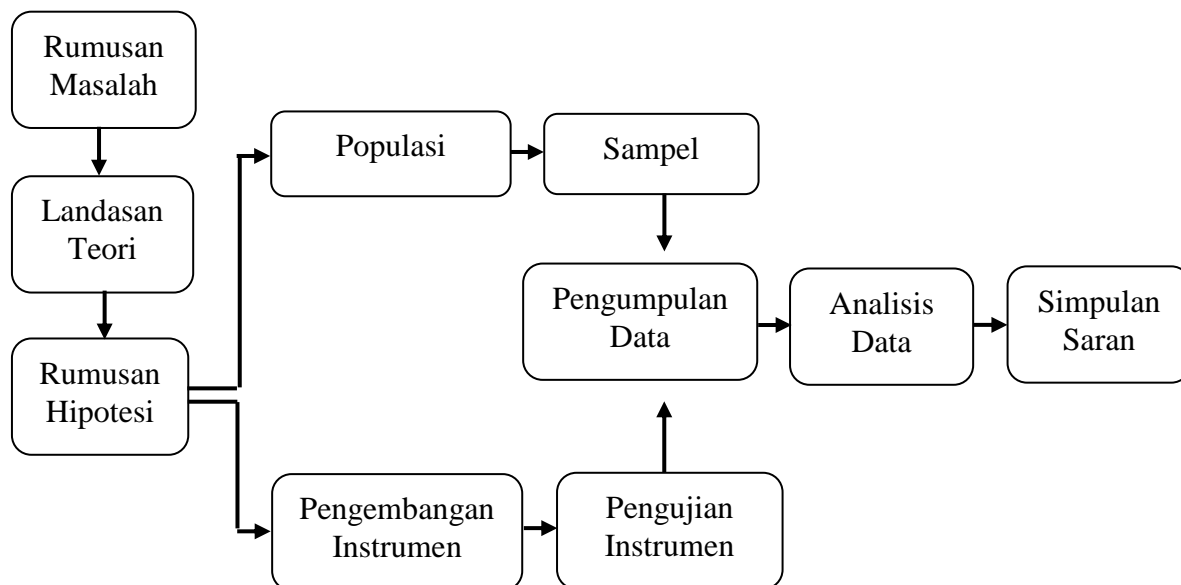 Rumusan
Masalah
Landasan
Teori
Rumusan
Hipotesi
Populasi
Sampel
Pengembangan
Instrumen
Pengujian
Instrumen
Pengumpulan
Data
Analisis
Data
Simpulan
Saran